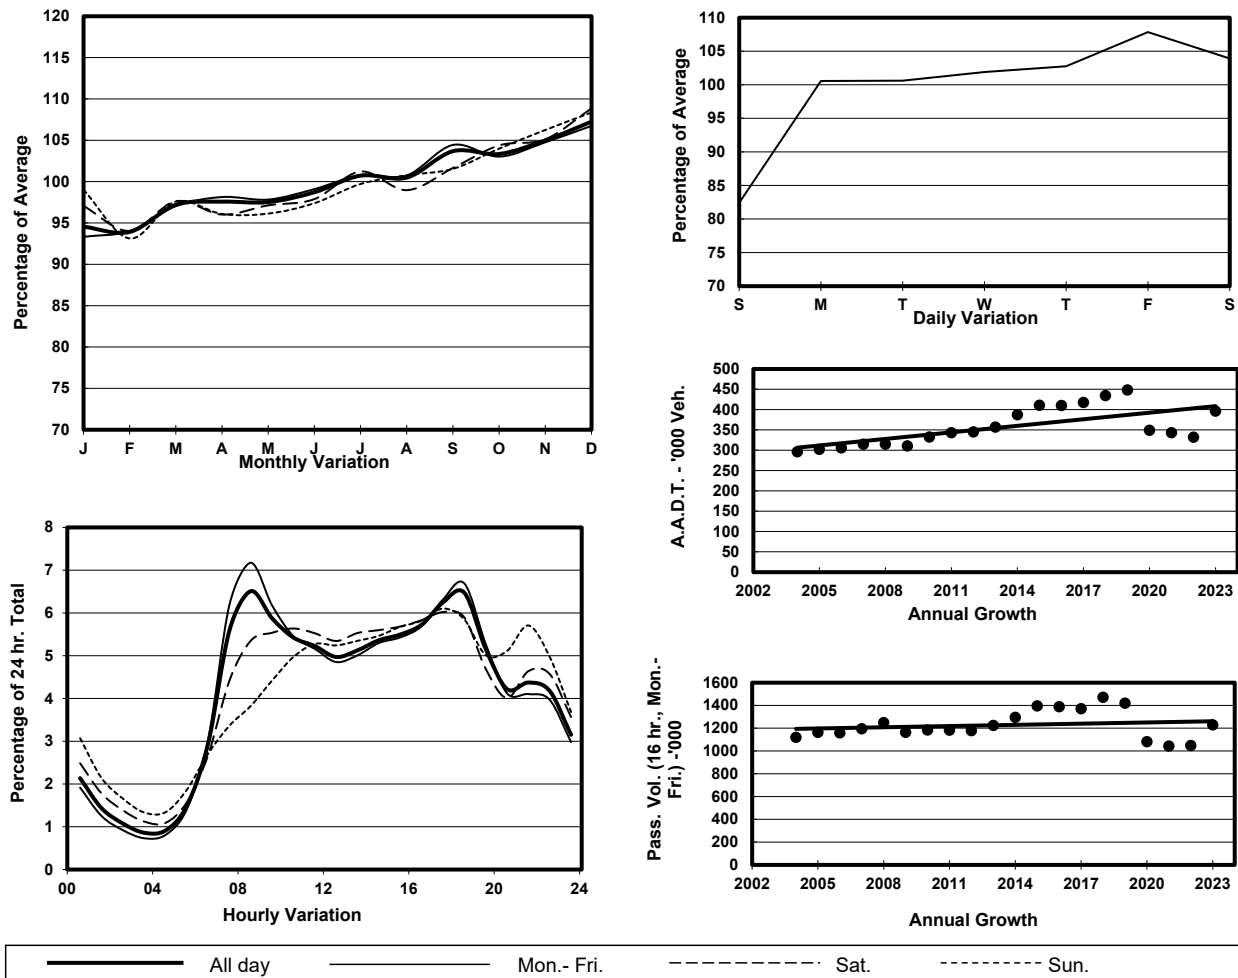 120
115
110
105
100
95
90
85
80
75
70
Percentage of Average
J F M A M J J A S O N D
Monthly Variation
110
105
100
95
90
85
80
75
70
Percentage of Average
S M T W T F S
Daily Variation
500
450
400
350
300
250
200
150
100
50
0
A.A.D.T. - '000 Veh.
2002 2005 2008 2011 2014 2017 2020 2023
Annual Growth
8
7
6
5
4
3
2
1
0
Percentage of 24 hr. Total
00 04 08 12 16 20 24
Hourly Variation
1600
1400
1200
1000
800
600
400
200
0
Pass. Vol. (16 hr., Mon.-
Fri.) -'000
2002 2005 2008 2011 2014 2017 2020 2023
Annual Growth
All day Mon.- Fri. Sat. Sun.